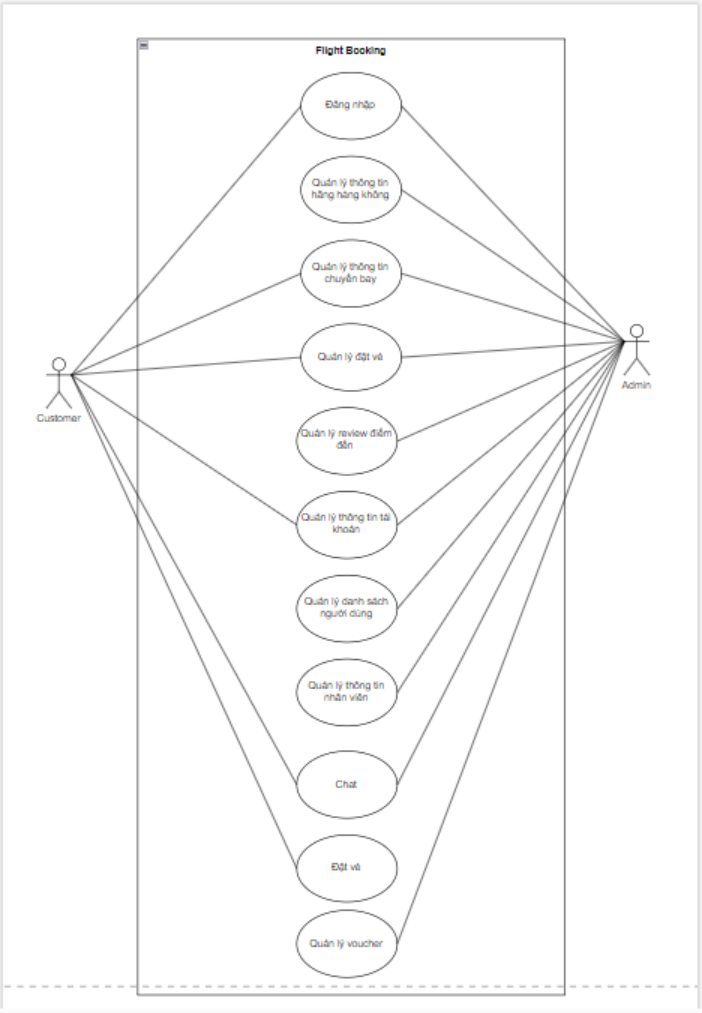 Flight Booking
Đăng nhập
Quản lý thông tin
hãng hàng không
Quản lý thông tin
chuyến bay
Quản lý đặt vé
Quản lý review điểm
đến
Quản lý thông tin tài
khoản
Quản lý danh sách
người dùng
Quản lý thông tin
nhân viên
Chat
Đặt vé
Quản lý voucher
Customer
Admin